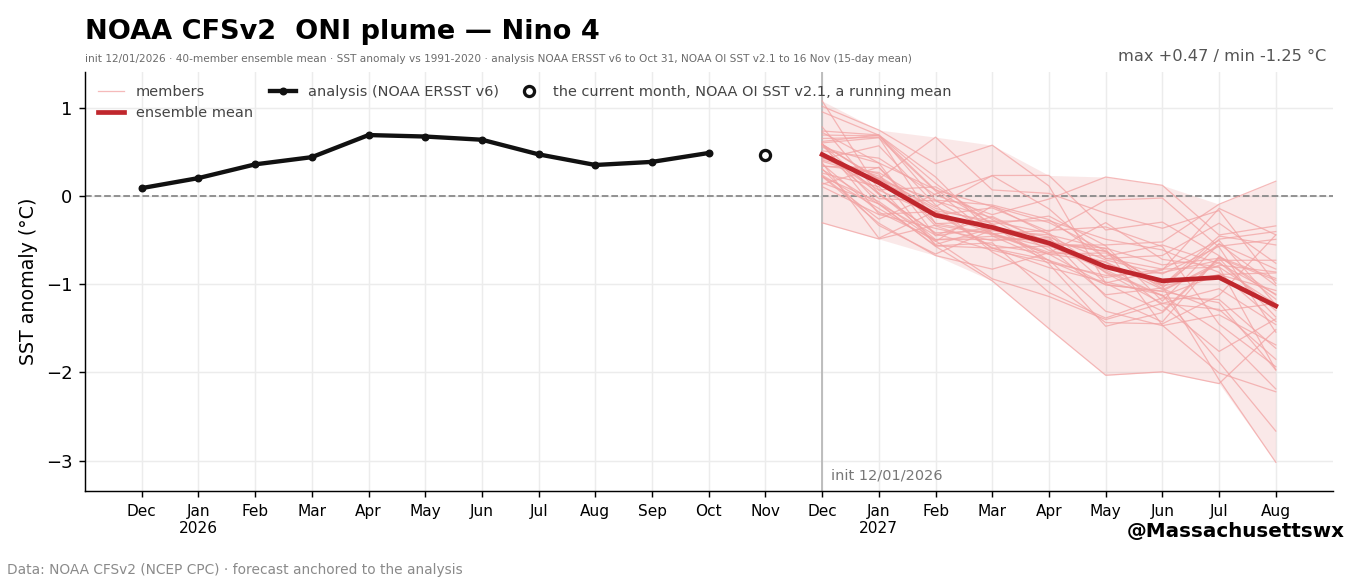 NOAA CFSv2  ONI plume — Nino 4
init 12/01/2026 · 40-member ensemble mean · SST anomaly vs 1991-2020 · analysis NOAA ERSST v6 to Oct 31, NOAA OI SST v2.1 to 16 Nov (15-day mean)
max +0.47 / min -1.25 °C
members
analysis (NOAA ERSST v6)
the current month, NOAA OI SST v2.1, a running mean
ensemble mean
SST anomaly (°C)
1
0
−1
−2
−3
init 12/01/2026
Dec Jan Feb Mar Apr May Jun Jul Aug Sep Oct Nov Dec Jan Feb Mar Apr May Jun Jul Aug
2026 2027
@Massachusettswx
Data: NOAA CFSv2 (NCEP CPC) · forecast anchored to the analysis